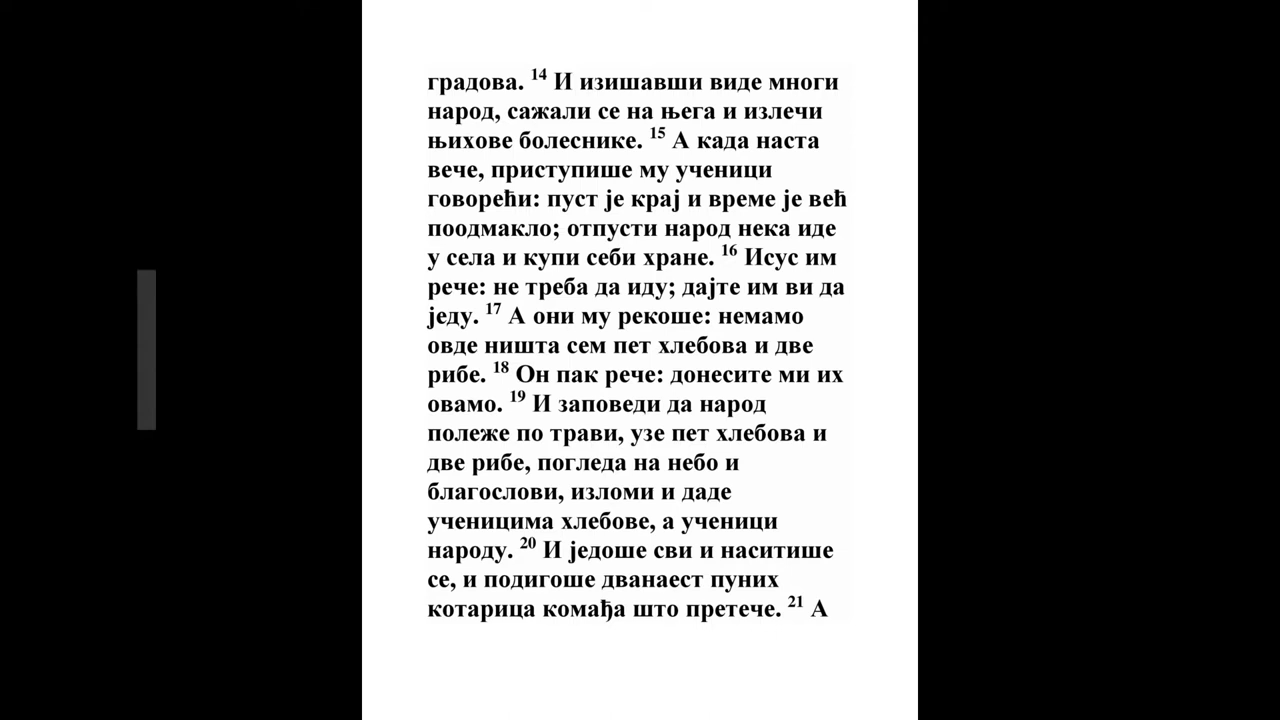 градова. 14 И изишавши виде многи
народ, сажали се на њега и излечи
њихове болеснике. 15 А када наста
вече, приступише му ученици
говорећи: пуст је крај и време је већ
поодмакло; отпусти народ нека иде
у села и купи себи хране. 16 Исус им
рече: не треба да иду; дајте им ви да
једу. 17 А они му рекоше: немамо
овде ништа сем пет хлебова и две
рибе. 18 Он пак рече: донесите ми их
овамо. 19 И заповеди да народ
полеже по трави, узе пет хлебова и
две рибе, погледа на небо и
благослови, изломи и даде
ученицима хлебове, а ученици
народу. 20 И једоше сви и наситише
се, и подигоше дванаест пуних
котарица комађа што претече. 21 А